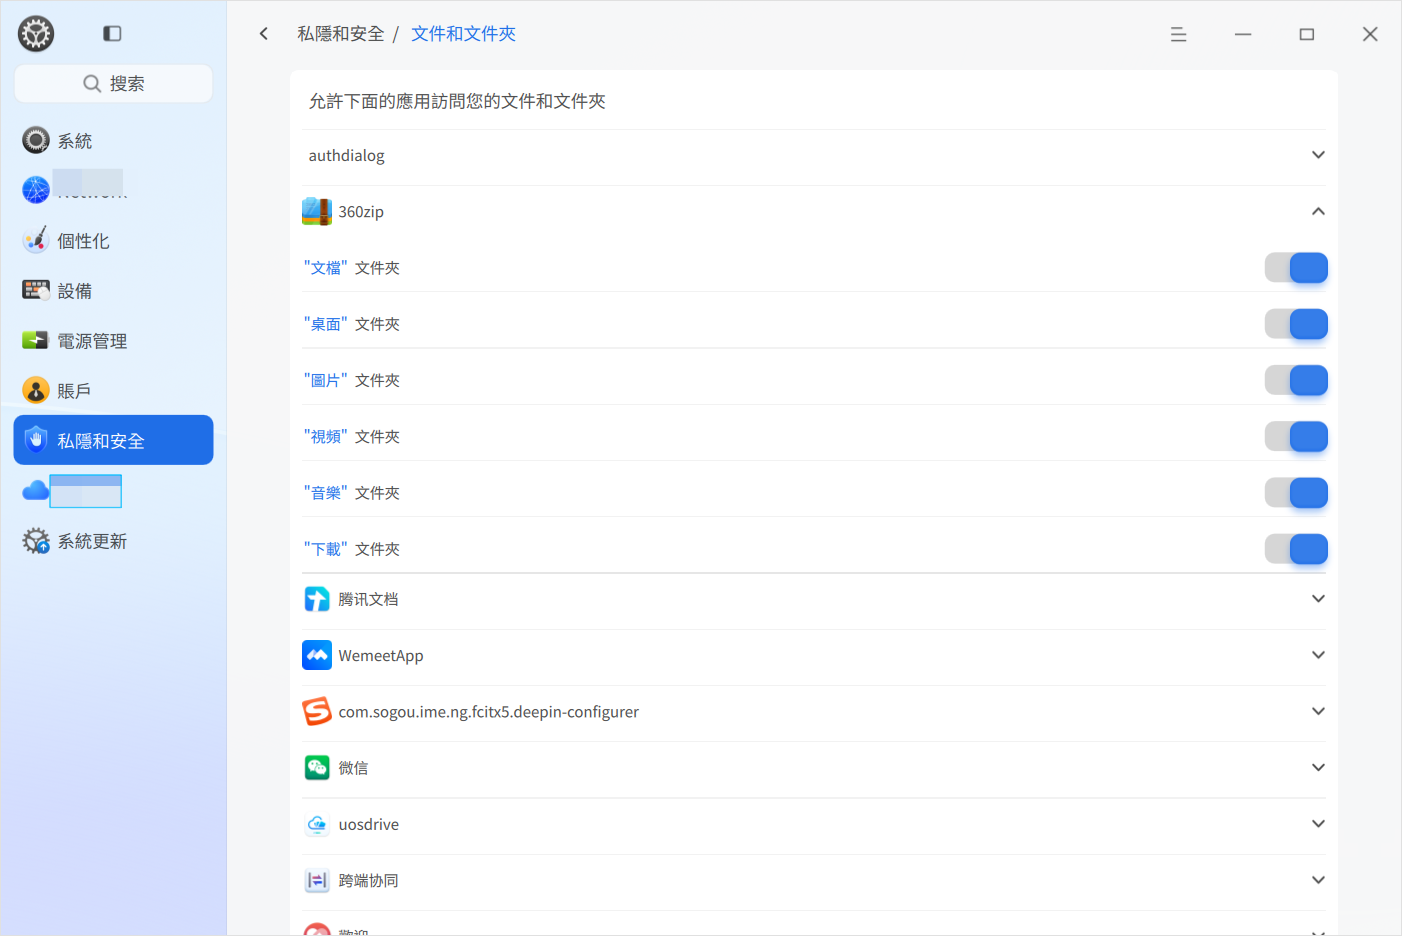 私隱和安全 / 文件和文件夾
搜索
系統
個性化
設備
電源管理
賬戶
私隱和安全
系統更新
允許下面的應用訪問您的文件和文件夾
authdialog
360zip
"文檔" 文件夾
"桌面" 文件夾
"圖片" 文件夾
"視頻" 文件夾
"音樂" 文件夾
"下載" 文件夾
腾讯文档
WemeetApp
com.sogou.ime.ng.fcitx5.deepin-configurer
微信
uosdrive
跨端协同